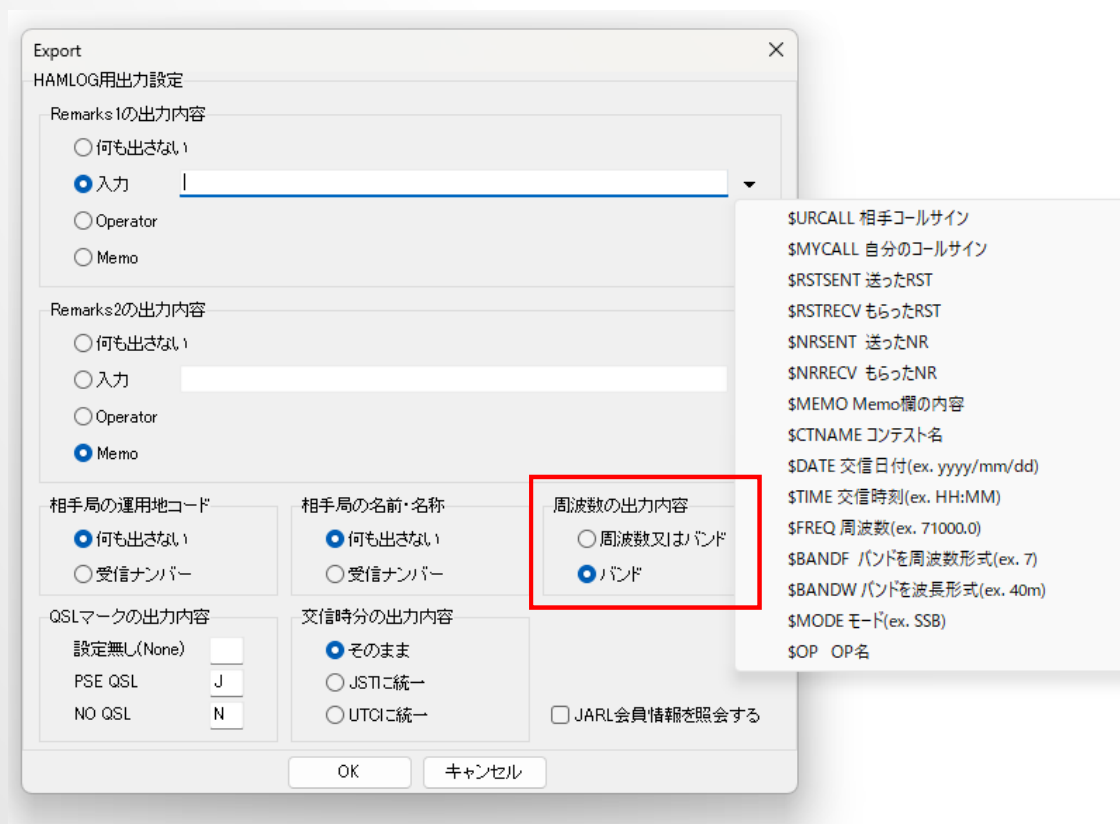 Export
HAMLOG用出力設定
Remarks1の出力内容
何も出さない
入力
Operator
Memo
Remarks2の出力内容
何も出さない
入力
Operator
Memo
相手局の運用地コード
何も出さない
受信ナンバー
相手局の名前・名称
何も出さない
受信ナンバー
周波数の出力内容
周波数又はバンド
バンド
QSLマークの出力内容
設定無し(None)
PSE QSL J
NO QSL N
交信時分の出力内容
そのまま
JSTに統一
UTCに統一
JARL会員情報を照会する
OK
キャンセル
$URCALL 相手コールサイン
$MYCALL 自分のコールサイン
$RSTSENT 送ったRST
$RSTRECV もらったRST
$NRSENT 送ったNR
$NRRECV もらったNR
$MEMO Memo欄の内容
$CTNAME コンテスト名
$DATE 交信日付(ex. yyyy/mm/dd)
$TIME 交信時刻(ex. HH:MM)
$FREQ 周波数(ex. 71000.0)
$BANDF バンドを周波数形式(ex. 7)
$BANDW バンドを波長形式(ex. 40m)
$MODE モード(ex. SSB)
$OP OP名